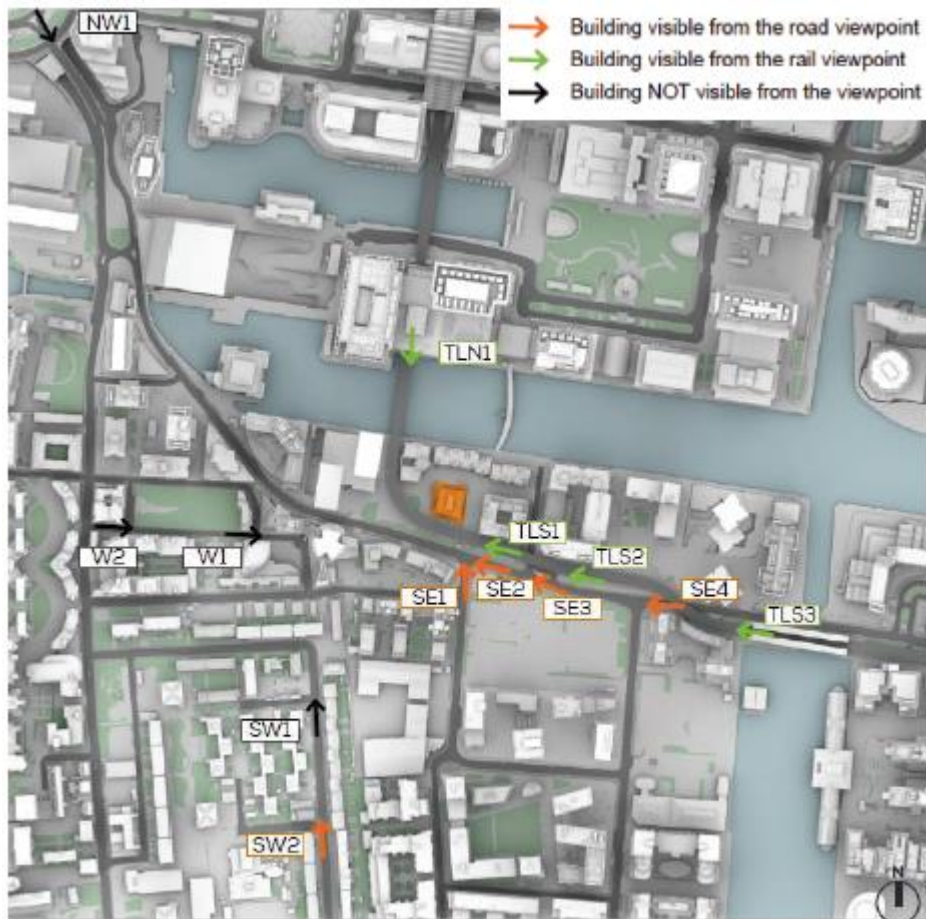 NW1
Building visible from the road viewpoint
Building visible from the rail viewpoint
Building NOT visible from the viewpoint
TLN1
TLS1
W2
W1
TLS2
SE1
SE2
SE3
SE4
TLS3
SW1
SW2
N